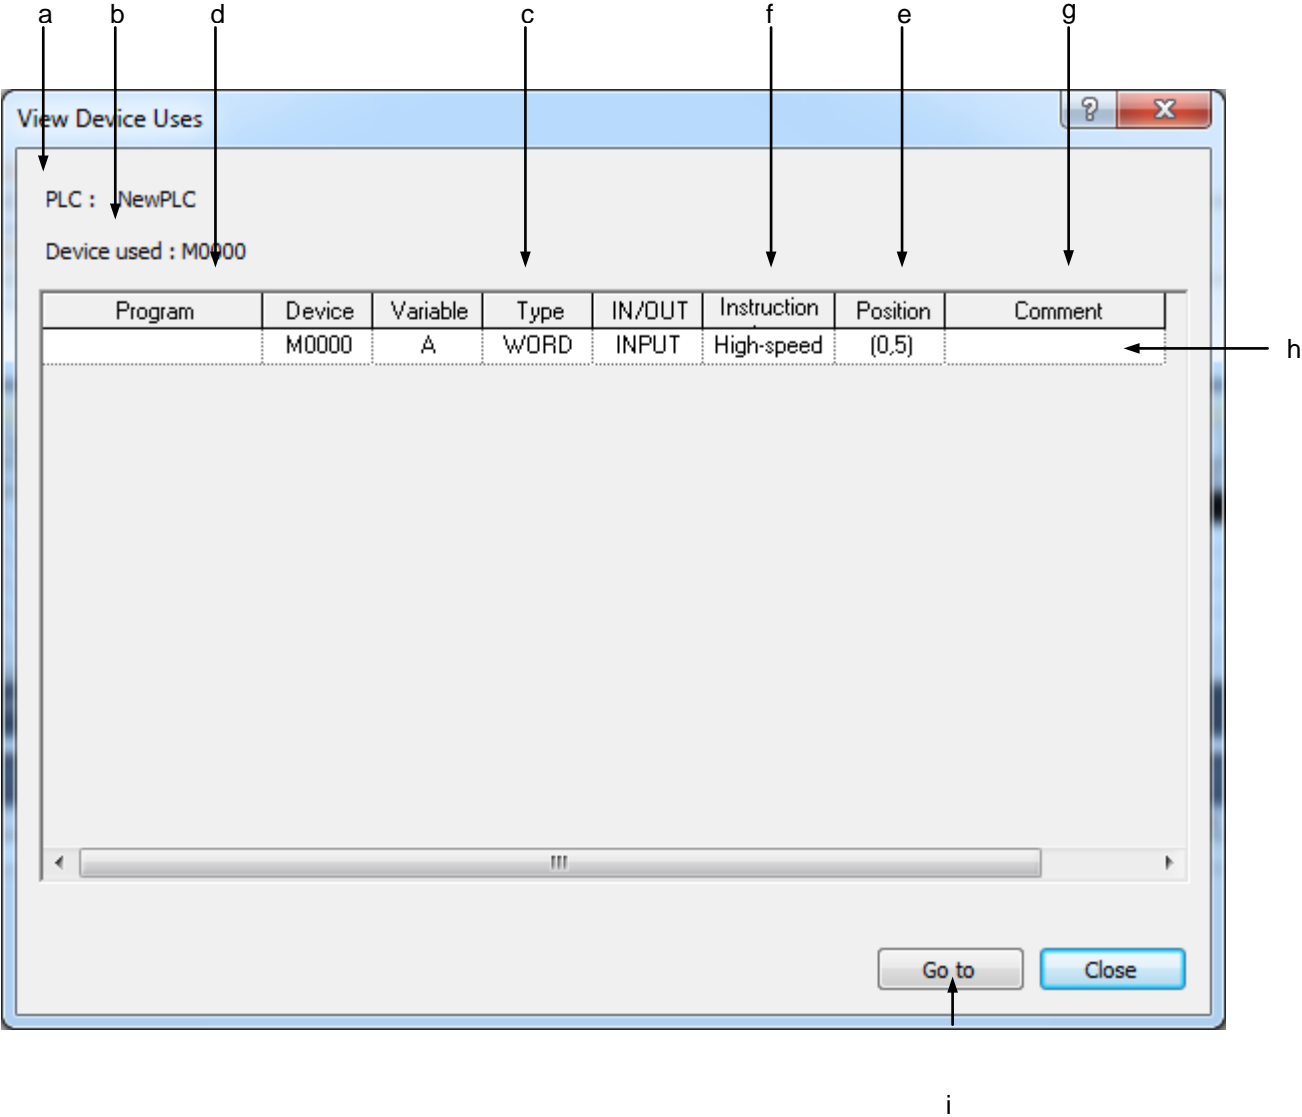 a b d c f e g
View Device Uses
PLC : NewPLC
Device used : M0000
Program Device Variable Type IN/OUT Instruction Position Comment
M0000 A WORD INPUT High-speed (0,5)
h
Go to Close
i